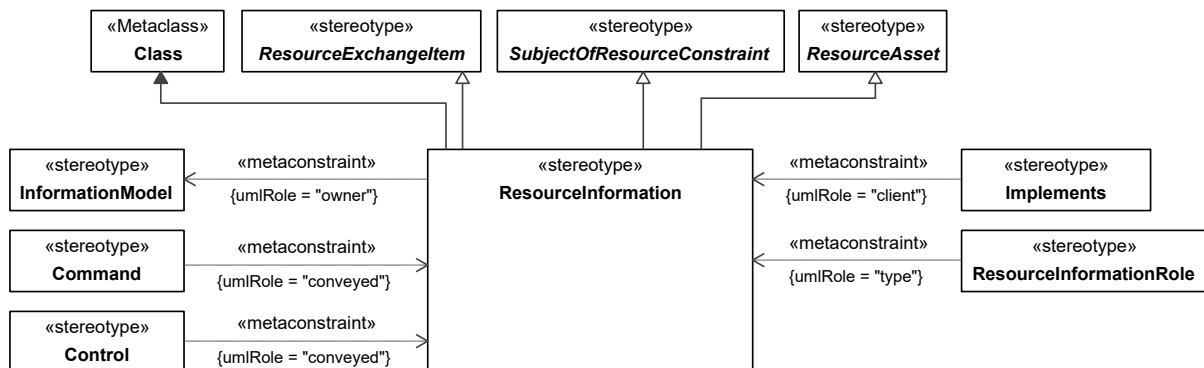 «Metaclass»
Class
«stereotype»
ResourceExchangeItem
«stereotype»
SubjectOfResourceConstraint
«stereotype»
ResourceAsset
«stereotype»
InformationModel
«metaconstraint»
{umlRole = "owner"}
«stereotype»
ResourceInformation
«metaconstraint»
{umlRole = "client"}
«stereotype»
Implements
«stereotype»
Command
«metaconstraint»
{umlRole = "conveyed"}
«metaconstraint»
{umlRole = "type"}
«stereotype»
ResourceInformationRole
«stereotype»
Control
«metaconstraint»
{umlRole = "conveyed"}